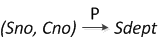 (Sno, Cno) P⟶ Sdept